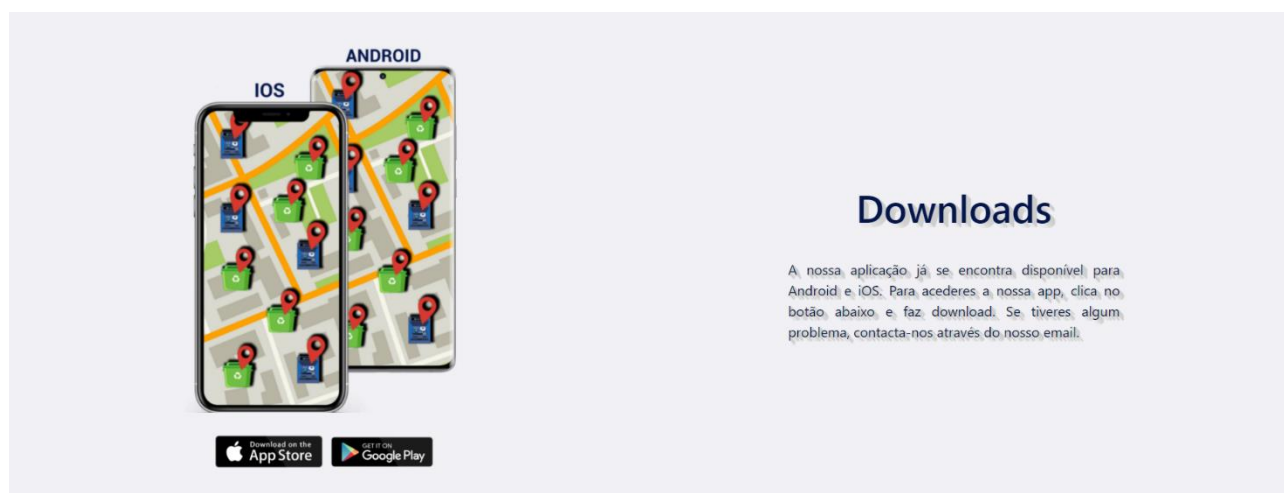 ANDROID
IOS
Download on the
App Store
GET IT ON
Google Play
Downloads
A nossa aplicação já se encontra disponível para
Android e iOS. Para acederes a nossa app, clica no
botão abaixo e faz download. Se tiveres algum
problema, contacta-nos através do nosso email.